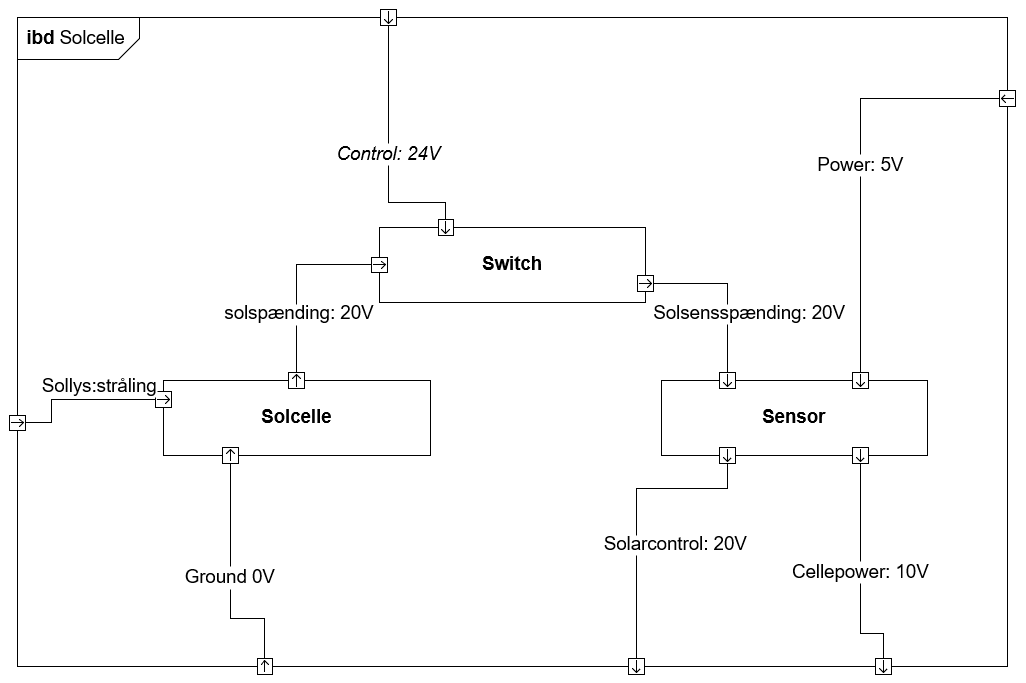 ibd Solcelle
Control: 24V
Power: 5V
Switch
solspænding: 20V
Solsensspænding: 20V
Sollys:stråling
Solcelle
Sensor
Solarcontrol: 20V
Cellepower: 10V
Ground 0V